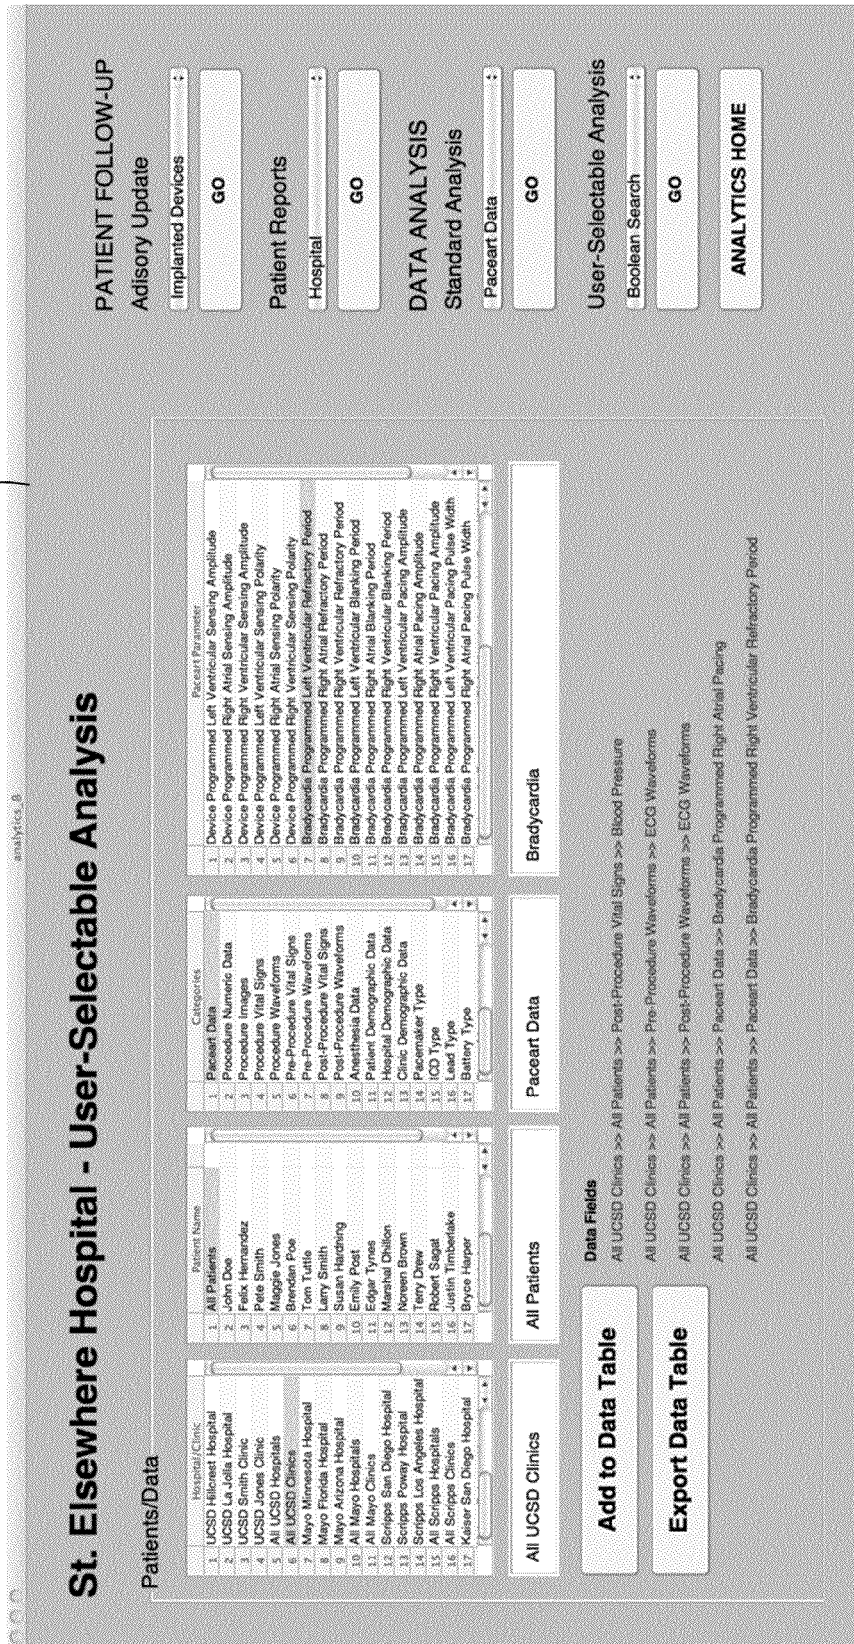 analytics_8
St. Elsewhere Hospital - User-Selectable Analysis
Patients/Data
Hospital/Clinic
1 UCSD Hillcrest Hospital
2 UCSD La Jolla Hospital
3 UCSD Smith Clinic
4 UCSD Jones Clinic
5 All UCSD Hospitals
6 All UCSD Clinics
7 Mayo Minnesota Hospital
8 Mayo Florida Hospital
9 Mayo Arizona Hospital
10 All Mayo Hospitals
11 All Mayo Clinics
12 Scripps San Diego Hospital
13 Scripps Poway Hospital
14 Scripps Los Angeles Hospital
15 All Scripps Hospitals
16 All Scripps Clinics
17 Kaiser San Diego Hospital
All UCSD Clinics
Patient Name
1 All Patients
2 John Doe
3 Felix Hernandez
4 Pete Smith
5 Maggie Jones
6 Brendan Poe
7 Tom Tuttle
8 Larry Smith
9 Susan Hardning
10 Emily Post
11 Edgar Tynes
12 Marshal Dhillon
13 Noreen Brown
14 Terry Drew
15 Robert Sagat
16 Justin Timberlake
17 Bryce Harper
All Patients
Categories
1 Paceart Data
2 Procedure Numeric Data
3 Procedure Images
4 Procedure Vital Signs
5 Procedure Waveforms
6 Pre-Procedure Vital Signs
7 Pre-Procedure Waveforms
8 Post-Procedure Vital Signs
9 Post-Procedure Waveforms
10 Anesthesia Data
11 Patient Demographic Data
12 Hospital Demographic Data
13 Clinic Demographic Data
14 Pacemaker Type
15 ICD Type
16 Lead Type
17 Battery Type
Paceart Data
Paceart Parameter
1 Device Programmed Left Ventricular Sensing Amplitude
2 Device Programmed Right Atrial Sensing Amplitude
3 Device Programmed Right Ventricular Sensing Amplitude
4 Device Programmed Left Ventricular Sensing Polarity
5 Device Programmed Right Atrial Sensing Polarity
6 Device Programmed Right Ventricular Sensing Polarity
7 Bradycardia Programmed Left Ventricular Refractory Period
8 Bradycardia Programmed Right Atrial Refractory Period
9 Bradycardia Programmed Right Ventricular Refractory Period
10 Bradycardia Programmed Left Ventricular Blanking Period
11 Bradycardia Programmed Right Atrial Blanking Period
12 Bradycardia Programmed Right Ventricular Blanking Period
13 Bradycardia Programmed Left Ventricular Pacing Amplitude
14 Bradycardia Programmed Right Atrial Pacing Amplitude
15 Bradycardia Programmed Right Ventricular Pacing Amplitude
16 Bradycardia Programmed Left Ventricular Pacing Pulse Width
17 Bradycardia Programmed Right Atrial Pacing Pulse Width
Bradycardia
Add to Data Table
Export Data Table
Data Fields
All UCSD Clinics >> All Patients >> Post-Procedure Vital Signs >> Blood Pressure
All UCSD Clinics >> All Patients >> Pre-Procedure Waveforms >> ECG Waveforms
All UCSD Clinics >> All Patients >> Post-Procedure Waveforms >> ECG Waveforms
All UCSD Clinics >> All Patients >> Paceart Data >> Bradycardia Programmed Right Atrial Pacing
All UCSD Clinics >> All Patients >> Paceart Data >> Bradycardia Programmed Right Ventricular Refractory Period
PATIENT FOLLOW-UP
Adisory Update
Implanted Devices
GO
Patient Reports
Hospital
GO
DATA ANALYSIS
Standard Analysis
Paceart Data
GO
User-Selectable Analysis
Boolean Search
GO
ANALYTICS HOME